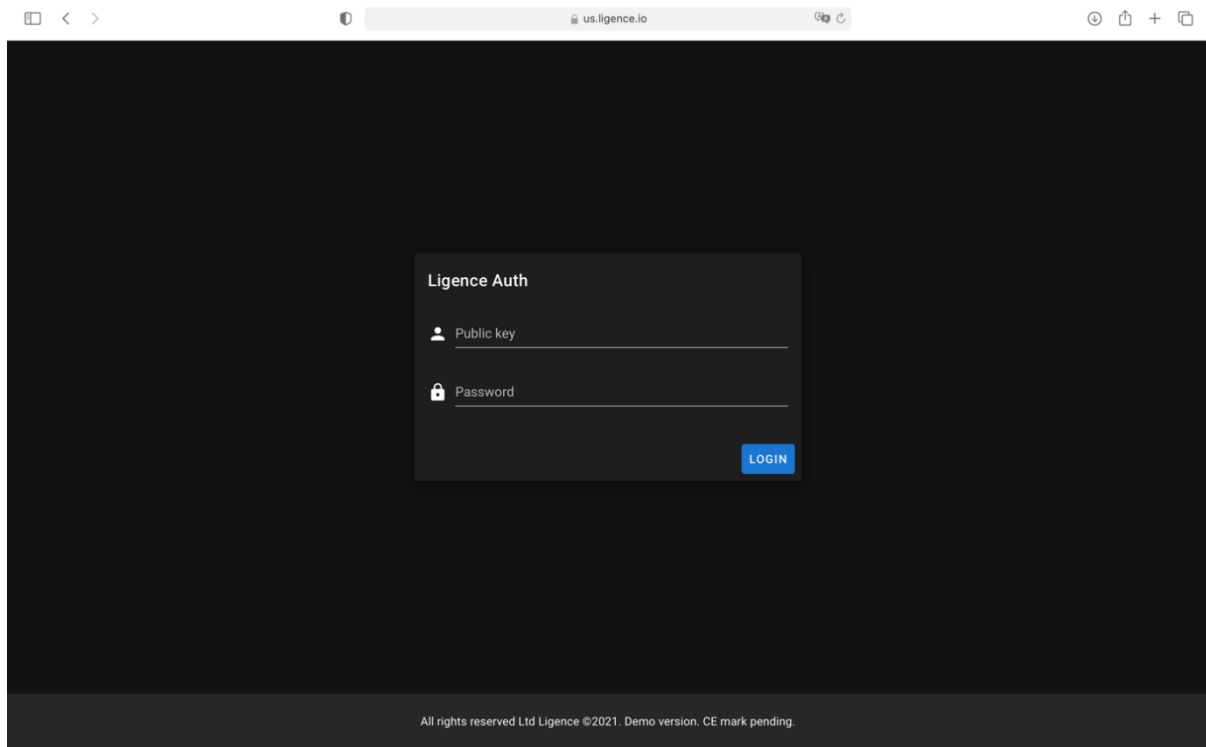 us.ligence.io
Ligence Auth
Public key
Password
LOGIN
All rights reserved Ltd Ligence ©2021. Demo version. CE mark pending.